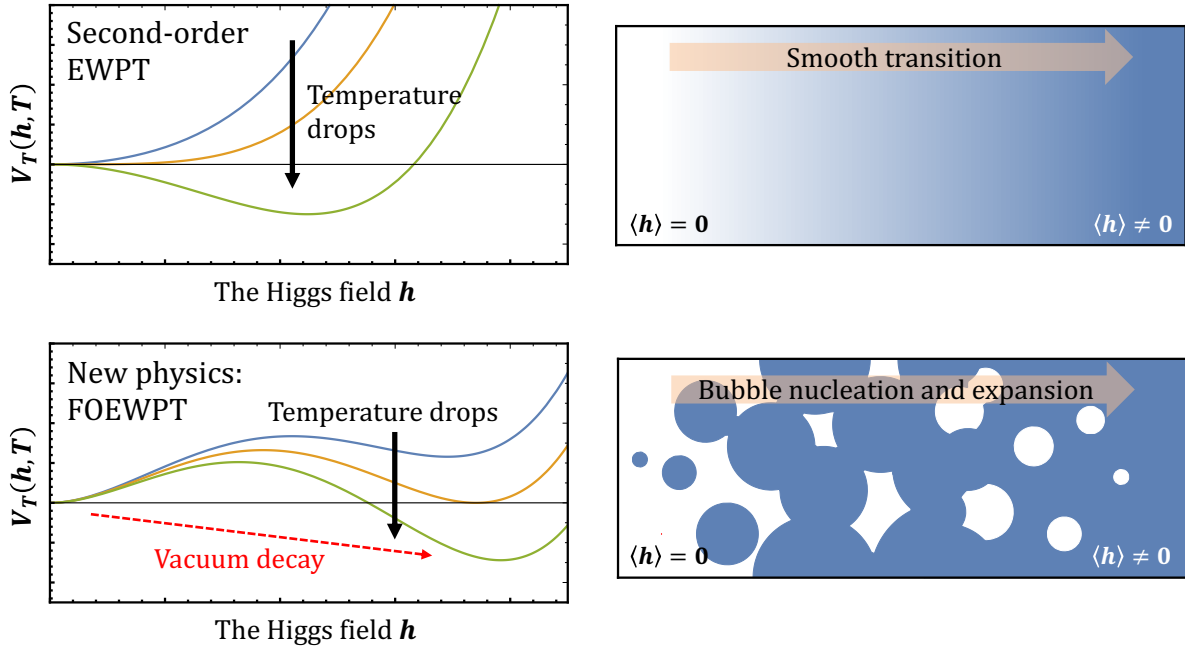 Second-order
EWPT
Temperature
drops
V_T(h, T)
The Higgs field h
Smooth transition
⟨h⟩ = 0
⟨h⟩ ≠ 0
New physics:
FOEWPT
Temperature drops
Vacuum decay
V_T(h, T)
The Higgs field h
Bubble nucleation and expansion
⟨h⟩ = 0
⟨h⟩ ≠ 0